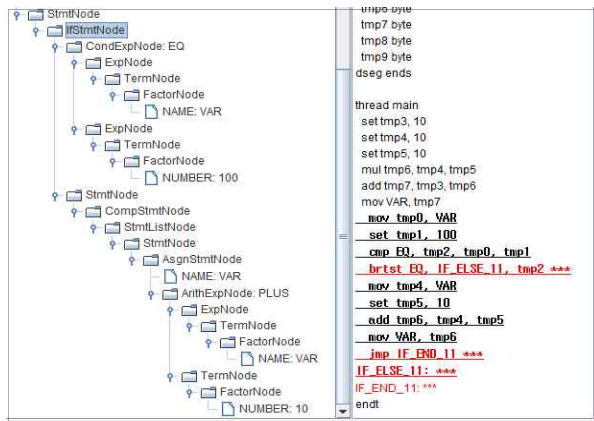 StmtNode
IfStmtNode
CondExpNode: EQ
ExpNode
TermNode
FactorNode
NAME: VAR
ExpNode
TermNode
FactorNode
NUMBER: 100
StmtNode
CompStmtNode
StmtListNode
StmtNode
AsgnStmtNode
NAME: VAR
ArithExpNode: PLUS
ExpNode
TermNode
FactorNode
NAME: VAR
TermNode
FactorNode
NUMBER: 10
tmp6 byte
tmp7 byte
tmp8 byte
tmp9 byte
dseg ends
thread main
set tmp3, 10
set tmp4, 10
set tmp5, 10
mul tmp6, tmp4, tmp5
add tmp7, tmp3, tmp6
mov VAR, tmp7
mov tmp0, VAR
set tmp1, 100
cmp EQ, tmp2, tmp0, tmp1
brtst EQ, IF_ELSE_11, tmp2 ***
mov tmp4, VAR
set tmp5, 10
add tmp6, tmp4, tmp5
mov VAR, tmp6
jmp IF_END_11 ***
IF_ELSE_11: ***
IF_END_11: ***
endt